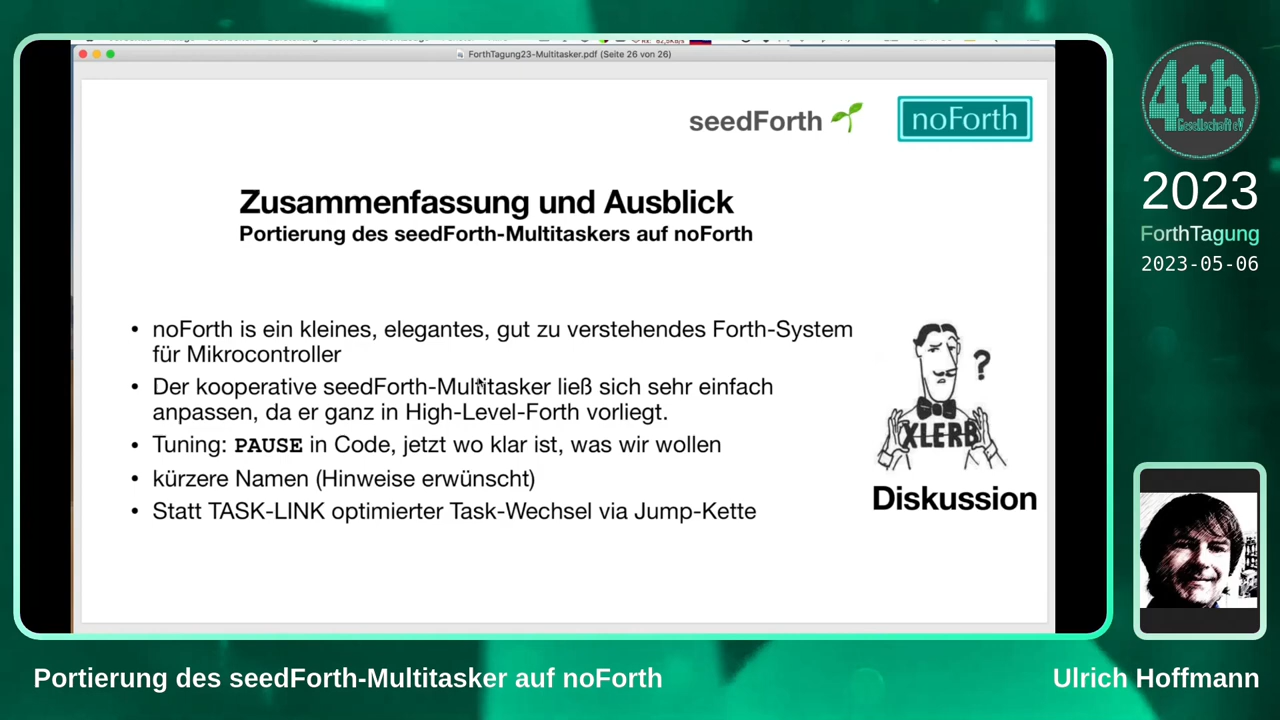 ForthTagung23-Multitasker.pdf (Seite 26 von 26)
seedForth
noForth
Zusammenfassung und Ausblick
Portierung des seedForth-Multitaskers auf noForth
• noForth is ein kleines, elegantes, gut zu verstehendes Forth-System
für Mikrocontroller
• Der kooperative seedForth-Multitasker ließ sich sehr einfach
anpassen, da er ganz in High-Level-Forth vorliegt.
• Tuning: PAUSE in Code, jetzt wo klar ist, was wir wollen
• kürzere Namen (Hinweise erwünscht)
• Statt TASK-LINK optimierter Task-Wechsel via Jump-Kette
?
XLERB
Diskussion
4th
Gesellschaft eV
2023
ForthTagung
2023-05-06
Portierung des seedForth-Multitasker auf noForth
Ulrich Hoffmann